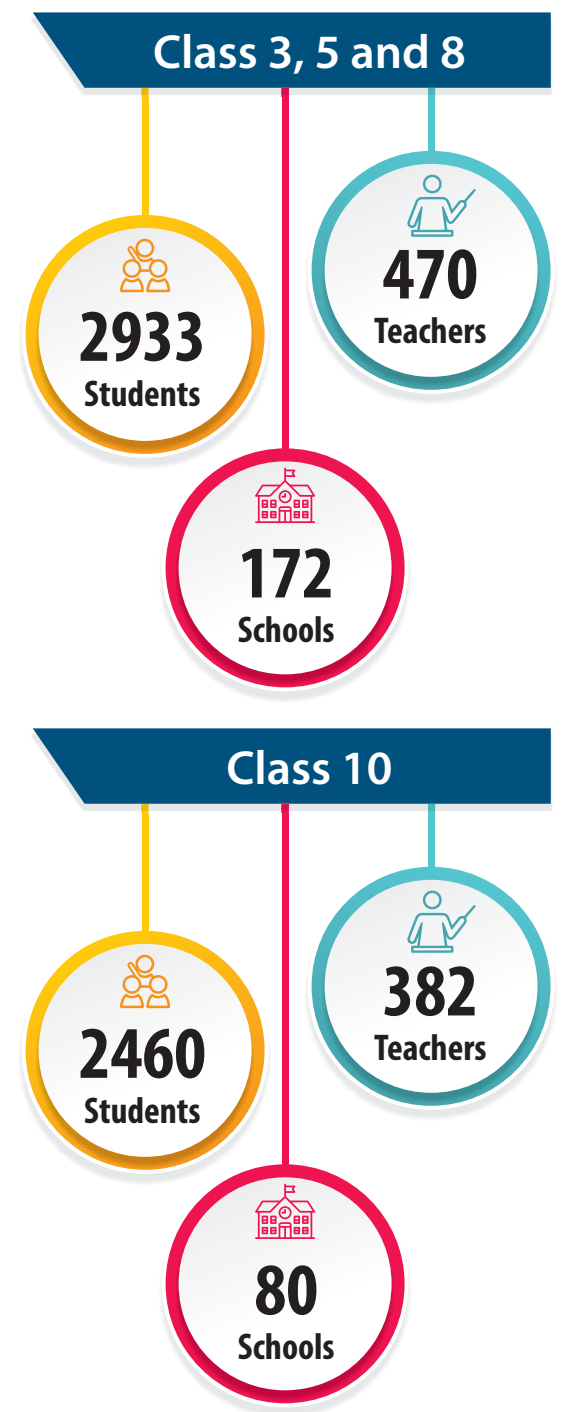 Class 3, 5 and 8
2933
Students
470
Teachers
172
Schools
Class 10
2460
Students
382
Teachers
80
Schools